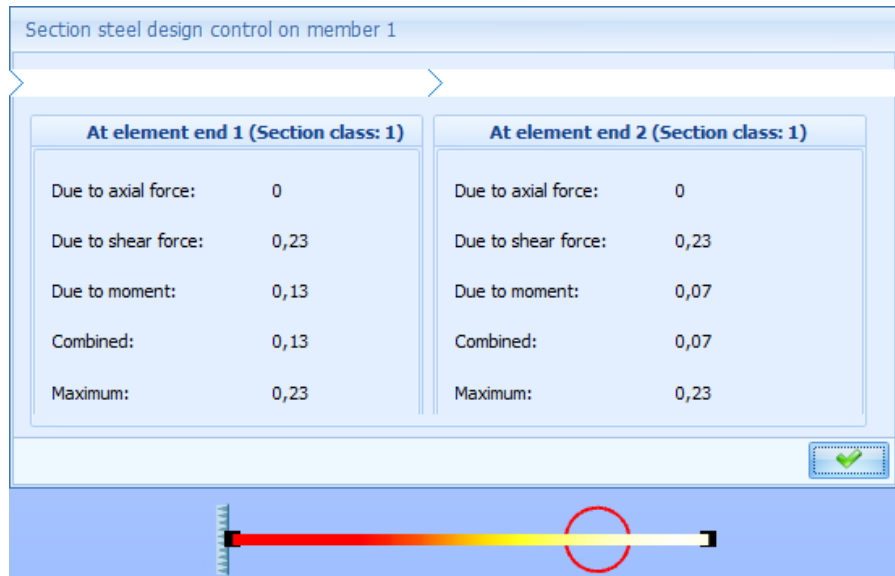 Section steel design control on member 1
At element end 1 (Section class: 1)
Due to axial force: 0
Due to shear force: 0,23
Due to moment: 0,13
Combined: 0,13
Maximum: 0,23
At element end 2 (Section class: 1)
Due to axial force: 0
Due to shear force: 0,23
Due to moment: 0,07
Combined: 0,07
Maximum: 0,23